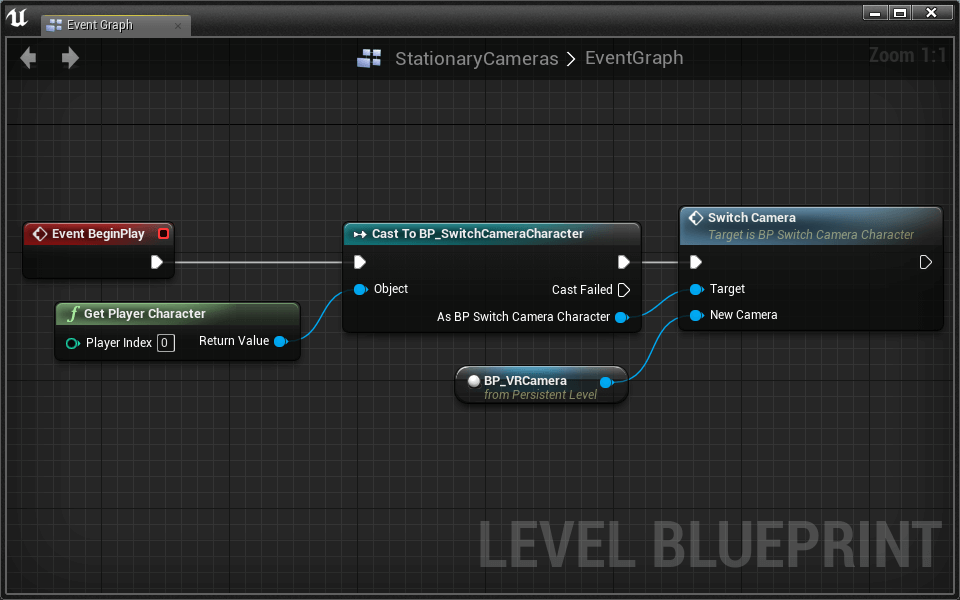 Event Graph
StationaryCameras > EventGraph
Zoom 1:1
Event BeginPlay
Get Player Character
Player Index 0
Return Value
Cast To BP_SwitchCameraCharacter
Object
Cast Failed
As BP Switch Camera Character
BP_VRCamera
from Persistent Level
Switch Camera
Target is BP Switch Camera Character
Target
New Camera
LEVEL BLUEPRINT